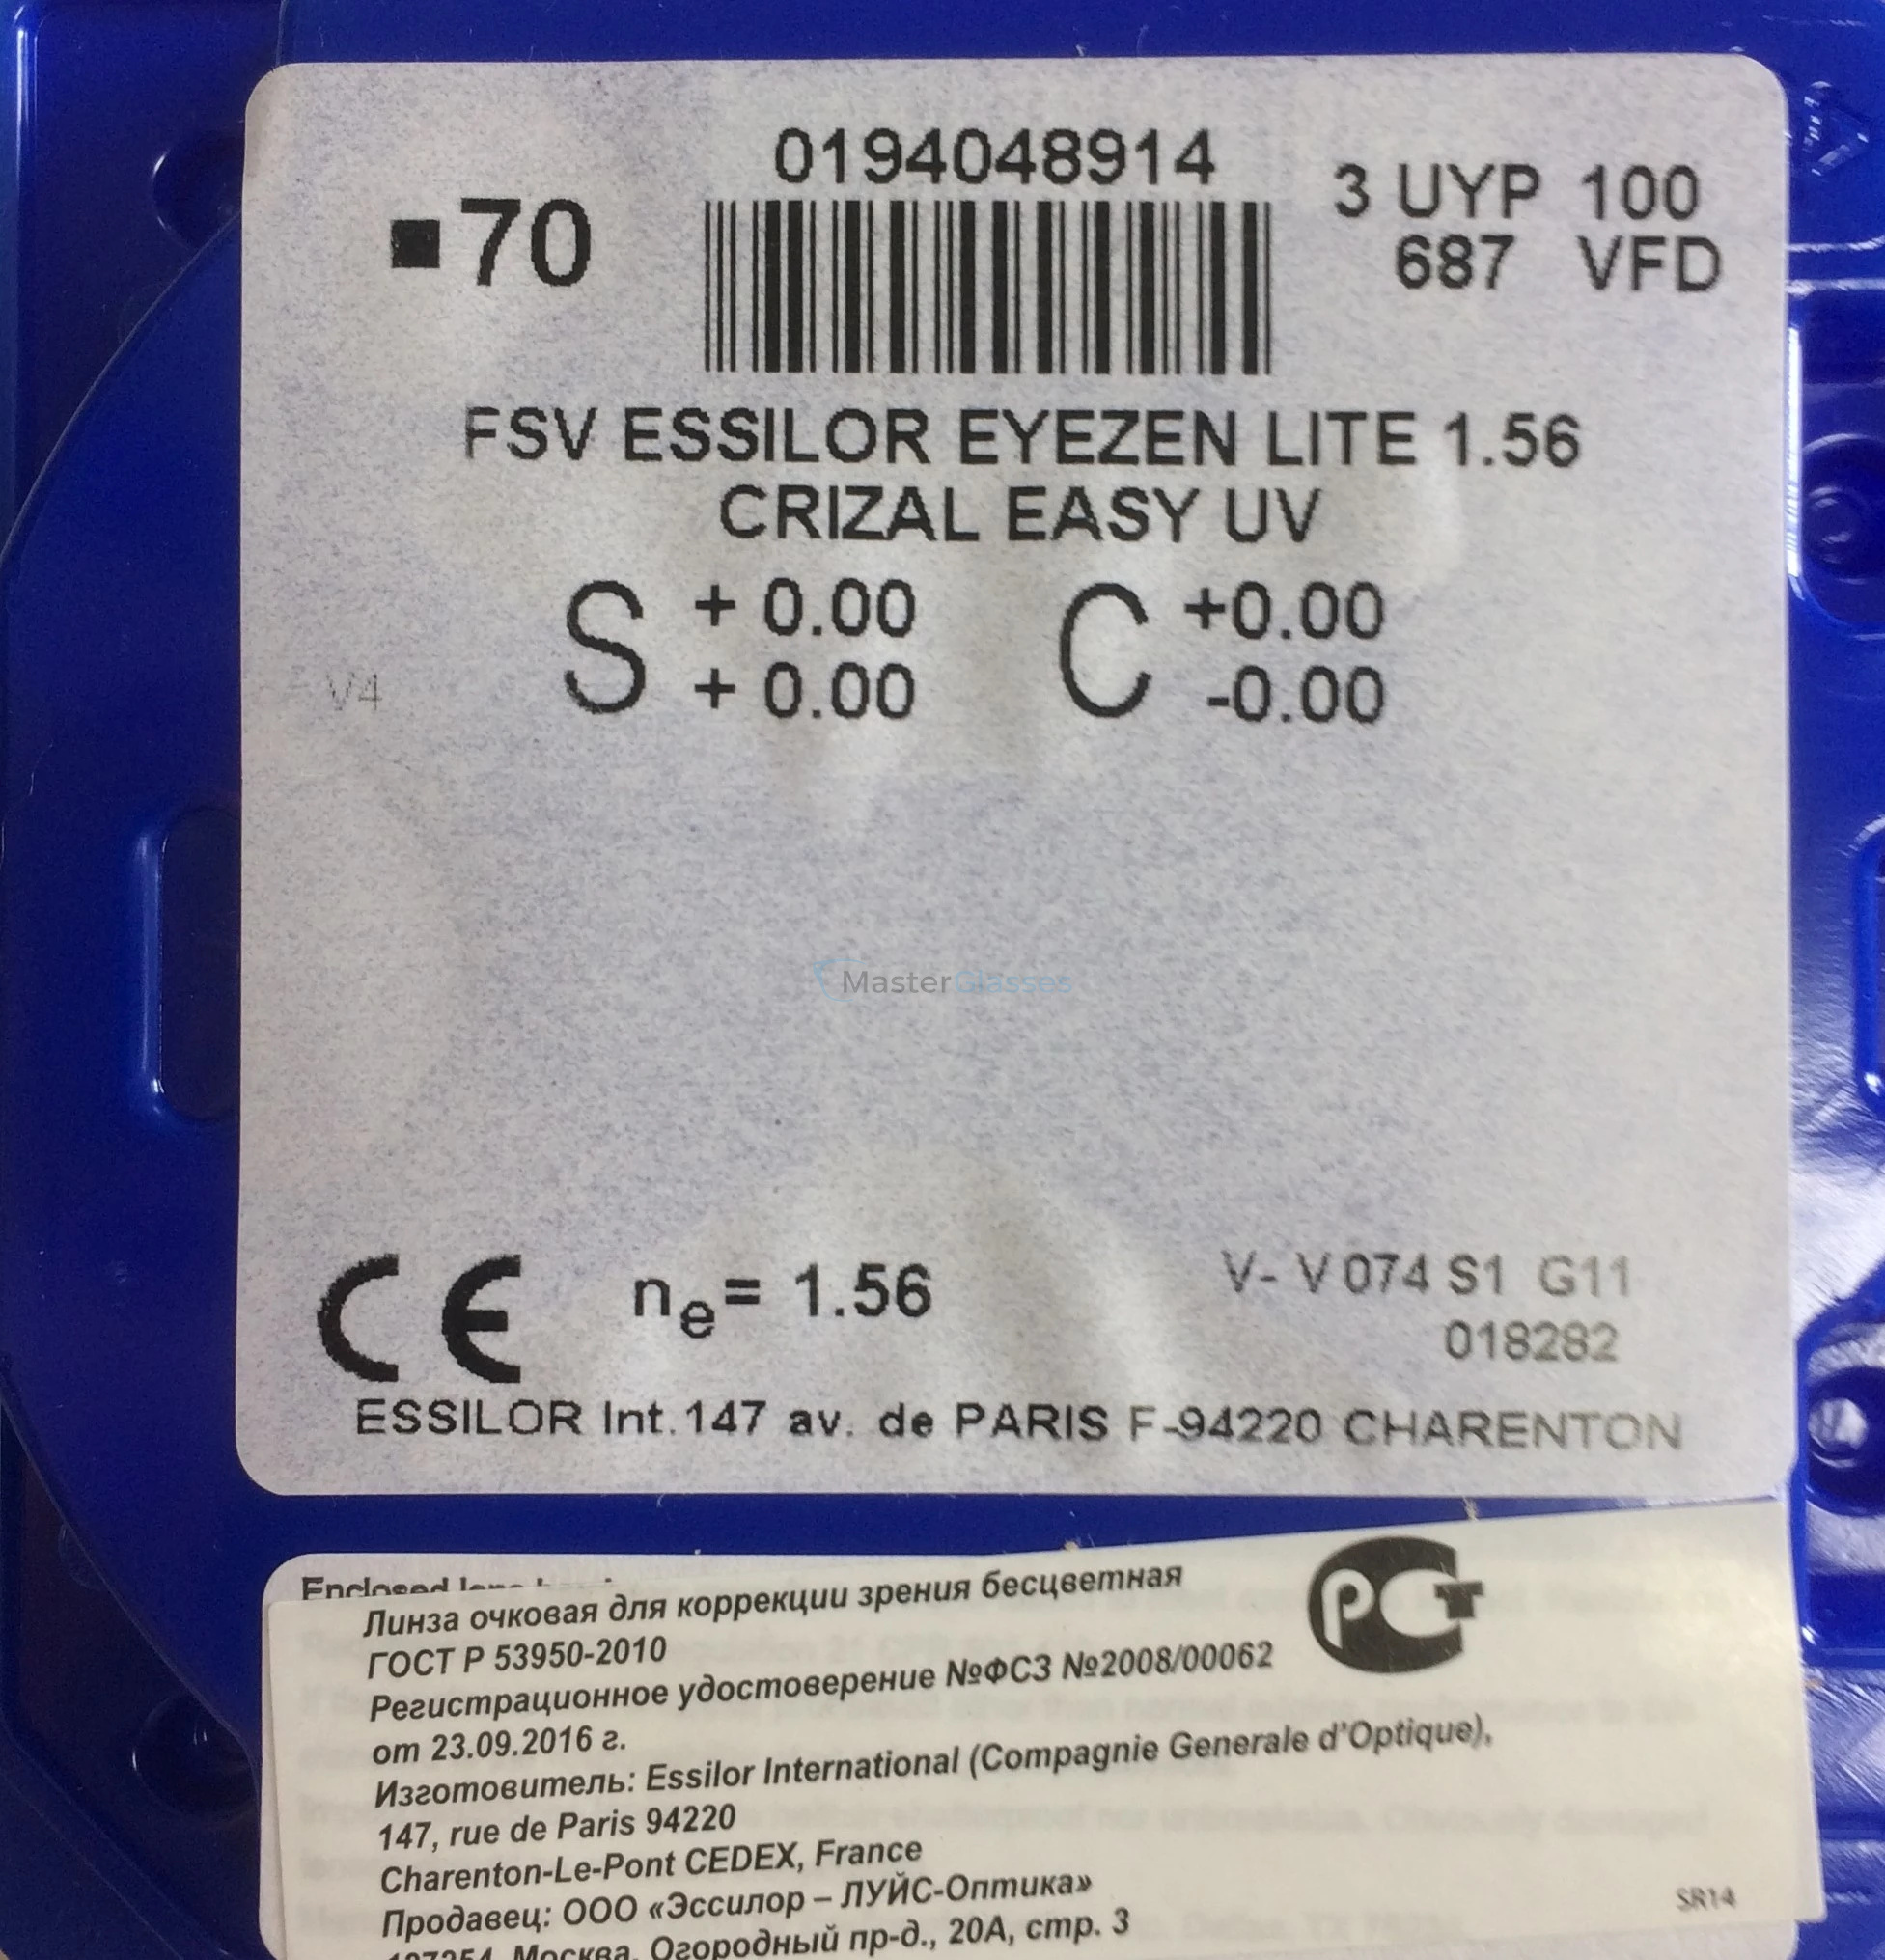 0194048914
70
3 UYP 100
687 VFD
FSV ESSILOR EYEZEN LITE 1.56
CRIZAL EASY UV
S + 0.00 C +0.00
+ 0.00 -0.00
V4
MasterGlasses
CE ne= 1.56
V- V 074 S1 G11
018282
ESSILOR Int.147 av. de PARIS F-94220 CHARENTON
Enclosed
Линза очковая для коррекции зрения бесцветная
ГОСТ Р 53950-2010
Регистрационное удостоверение №ФСЗ №2008/00062
от 23.09.2016 г.
Изготовитель: Essilor International (Compagnie Generale d'Optique),
147, rue de Paris 94220
Charenton-Le-Pont CEDEX, France
Продавец: ООО «Эссилор – ЛУЙС-Оптика»
Москва, Огородный пр-д., 20А, стр. 3
РСТ
SR14